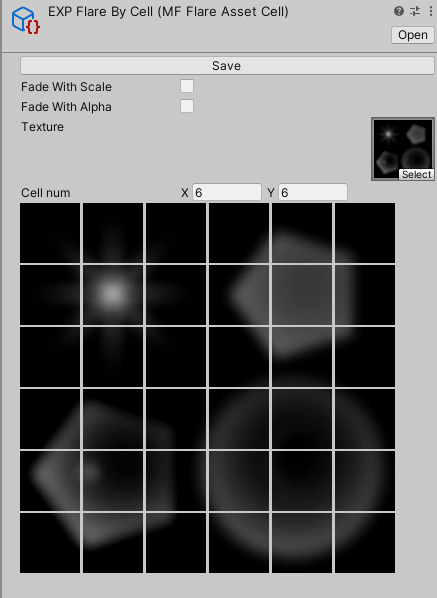 EXP Flare By Cell (MF Flare Asset Cell)
Open
Save
Fade With Scale
Fade With Alpha
Texture
Select
Cell num X 6 Y 6